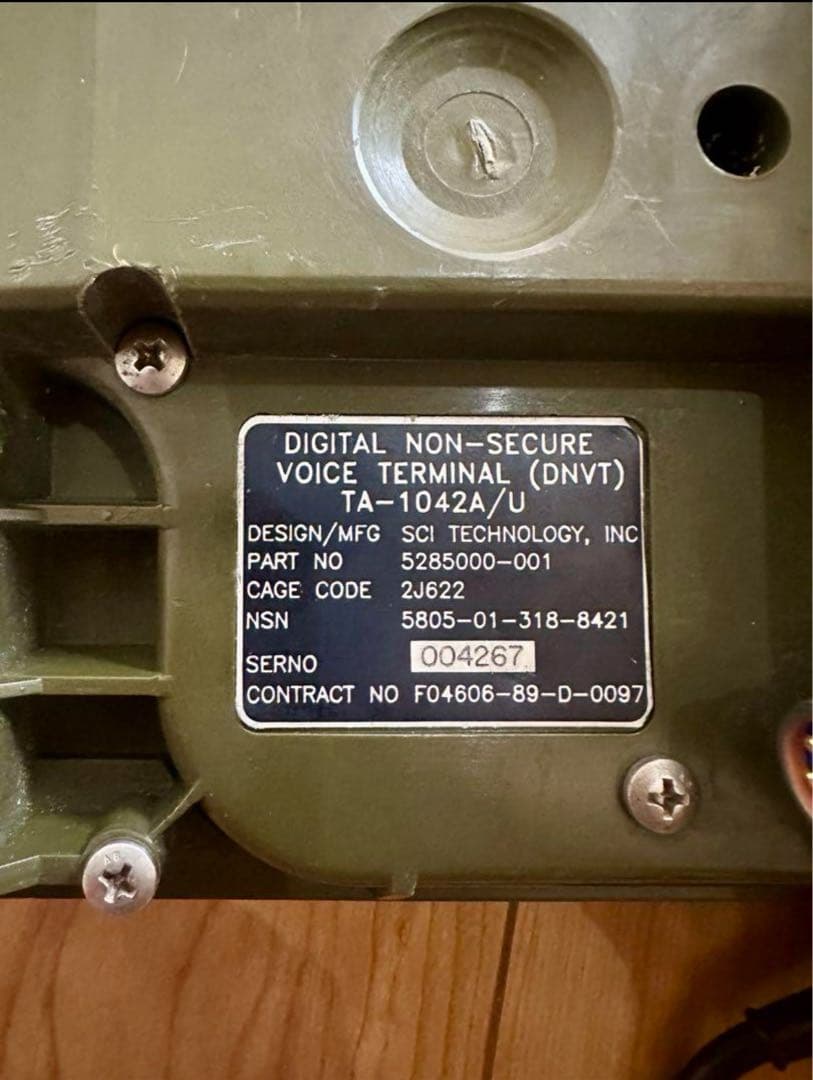 DIGITAL NON-SECURE
VOICE TERMINAL (DNVT)
TA-1042A/U
DESIGN/MFG SCI TECHNOLOGY, INC
PART NO 5285000-001
CAGE CODE 2J622
NSN 5805-01-318-8421
SERNO 004267
CONTRACT NO F04606-89-D-0097